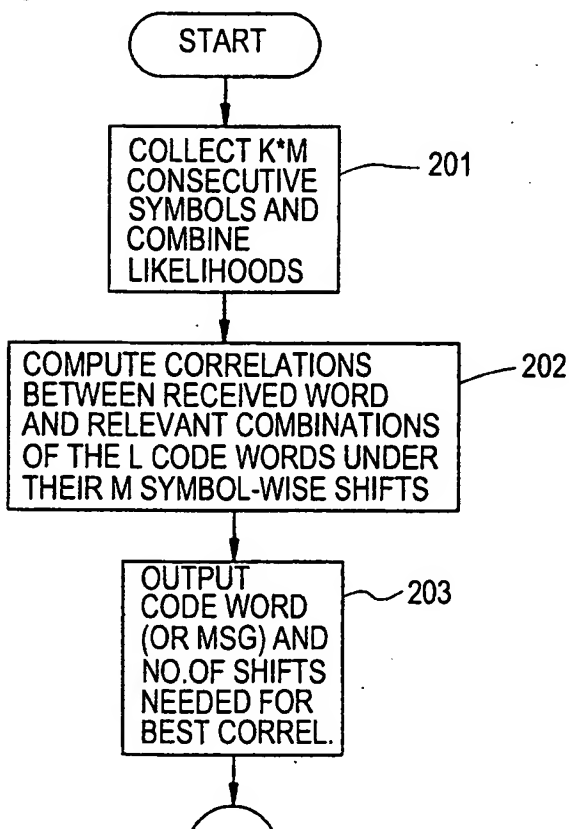 START
COLLECT K*M
CONSECUTIVE
SYMBOLS AND
COMBINE
LIKELIHOODS
201
COMPUTE CORRELATIONS
BETWEEN RECEIVED WORD
AND RELEVANT COMBINATIONS
OF THE L CODE WORDS UNDER
THEIR M SYMBOL-WISE SHIFTS
202
OUTPUT
CODE WORD
(OR MSG) AND
NO.OF SHIFTS
NEEDED FOR
BEST CORREL.
203